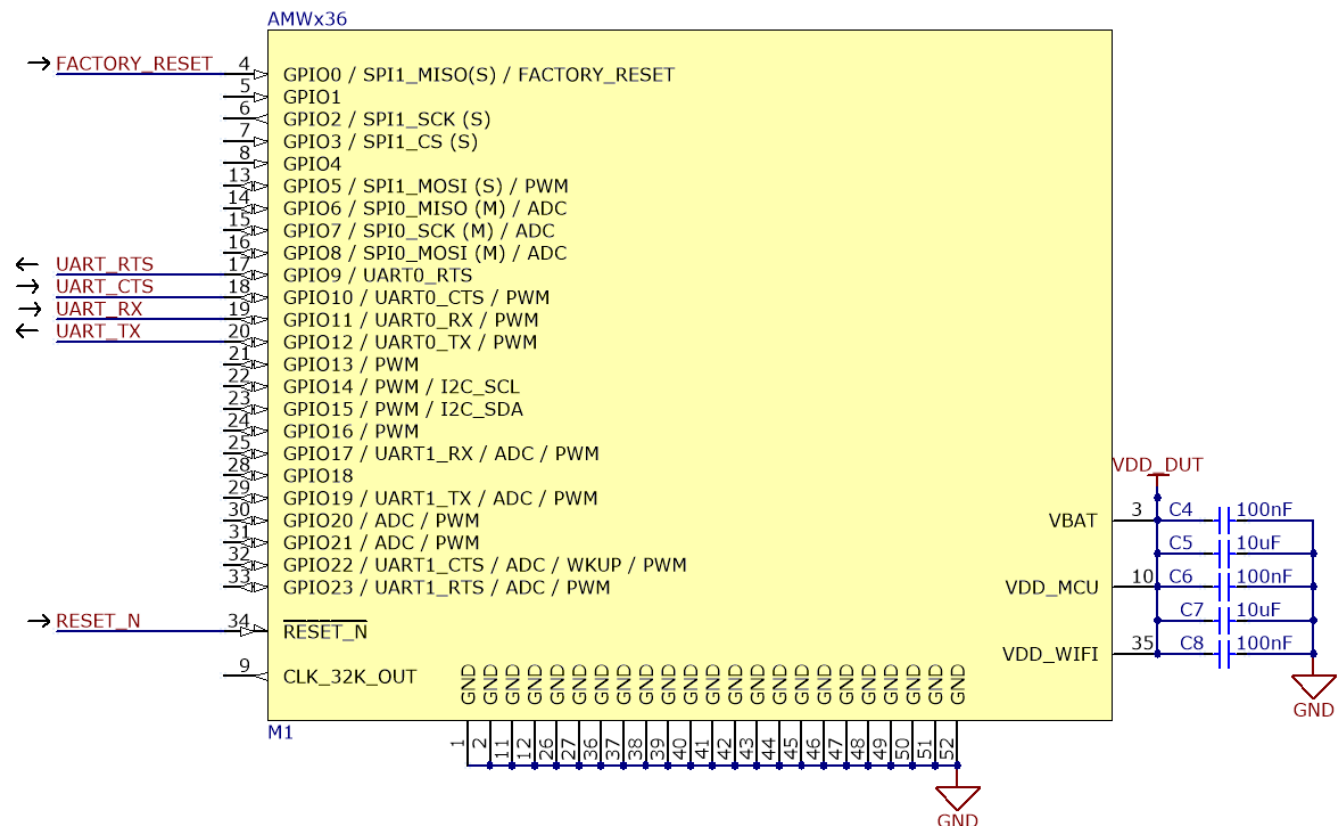 AMWx36
FACTORY_RESET 4 GPIO0 / SPI1_MISO(S) / FACTORY_RESET
5 GPIO1
6 GPIO2 / SPI1_SCK (S)
7 GPIO3 / SPI1_CS (S)
8 GPIO4
13 GPIO5 / SPI1_MOSI (S) / PWM
14 GPIO6 / SPI0_MISO (M) / ADC
15 GPIO7 / SPI0_SCK (M) / ADC
16 GPIO8 / SPI0_MOSI (M) / ADC
UART_RTS 17 GPIO9 / UART0_RTS
UART_CTS 18 GPIO10 / UART0_CTS / PWM
UART_RX 19 GPIO11 / UART0_RX / PWM
UART_TX 20 GPIO12 / UART0_TX / PWM
21 GPIO13 / PWM
22 GPIO14 / PWM / I2C_SCL
23 GPIO15 / PWM / I2C_SDA
24 GPIO16 / PWM
25 GPIO17 / UART1_RX / ADC / PWM
28 GPIO18
29 GPIO19 / UART1_TX / ADC / PWM
30 GPIO20 / ADC / PWM
31 GPIO21 / ADC / PWM
32 GPIO22 / UART1_CTS / ADC / WKUP / PWM
33 GPIO23 / UART1_RTS / ADC / PWM
RESET_N 34 RESET_N
9 CLK_32K_OUT
VDD_DUT
VBAT 3 C4 100nF
C5 10uF
VDD_MCU 10 C6 100nF
C7 10uF
VDD_WIFI 35 C8 100nF
GND
GND GND GND GND GND GND GND GND GND GND GND GND GND GND GND GND GND GND GND GND GND GND GND
M1
1 2 11 12 26 27 36 37 38 39 40 41 42 43 44 45 46 47 48 49 50 51 52
GND